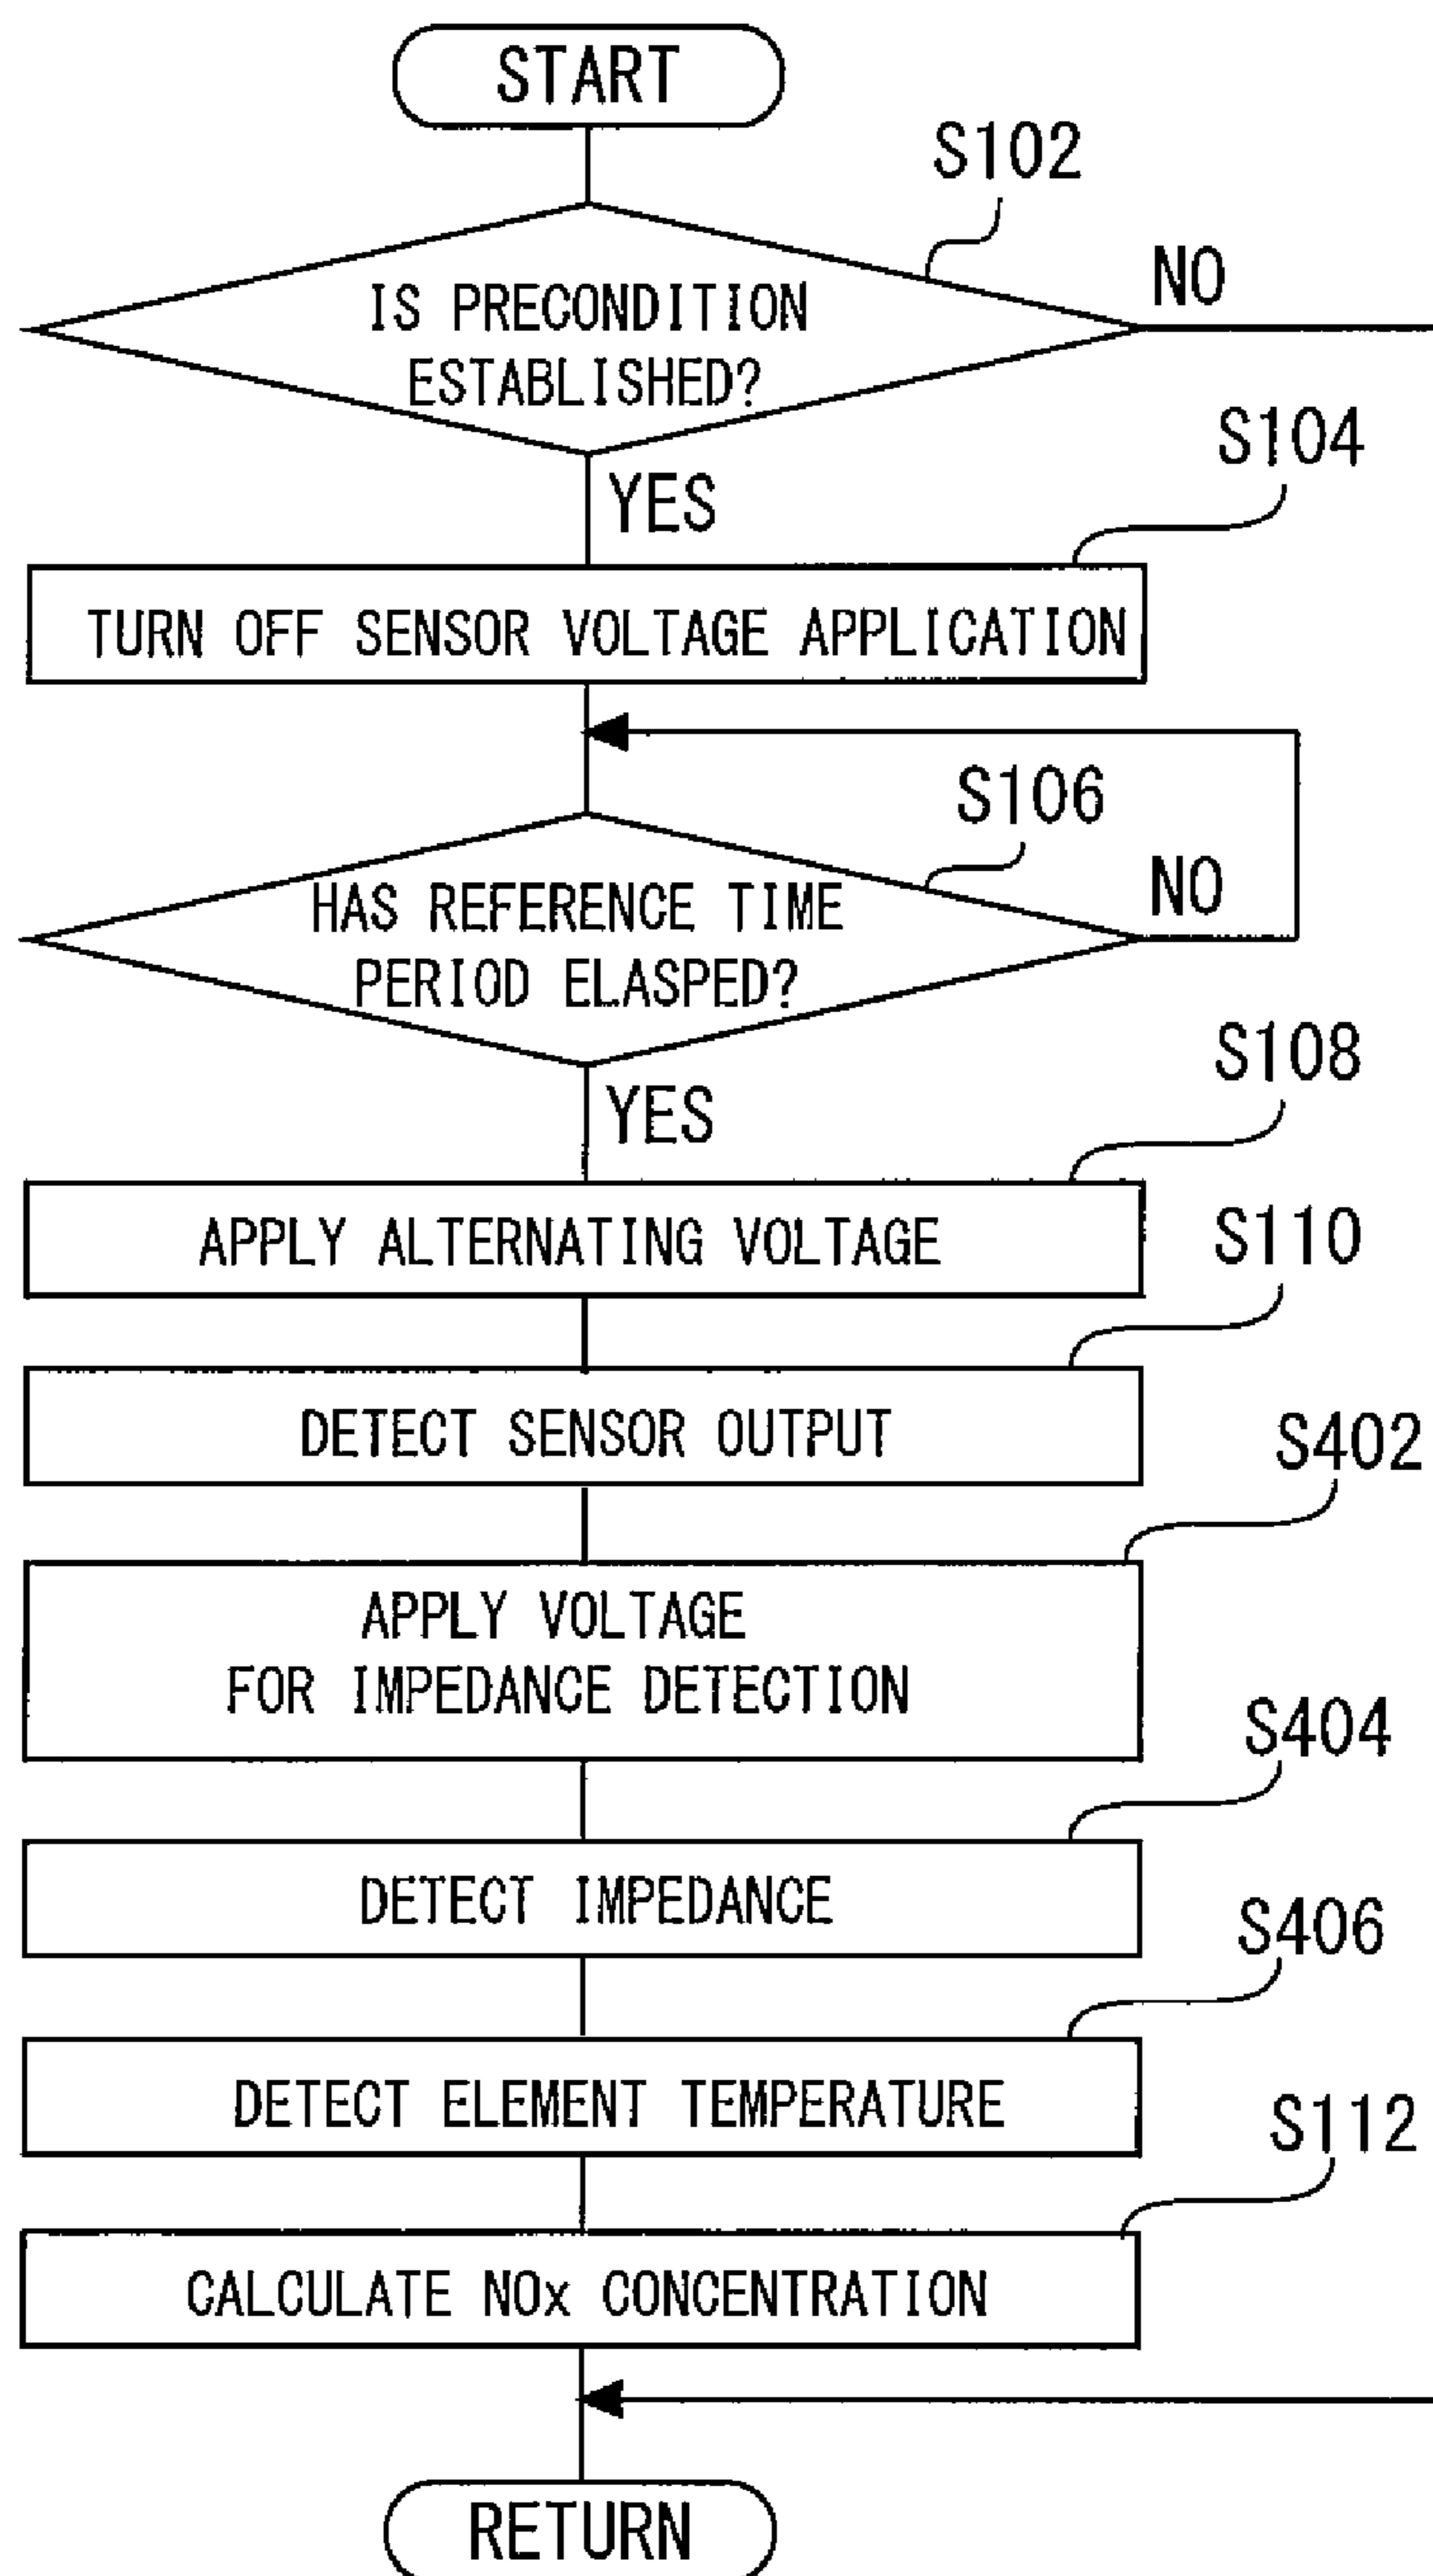 START
S102
IS PRECONDITION
ESTABLISHED?
NO
YES
S104
TURN OFF SENSOR VOLTAGE APPLICATION
S106
HAS REFERENCE TIME
PERIOD ELASPED?
NO
YES
S108
APPLY ALTERNATING VOLTAGE
S110
DETECT SENSOR OUTPUT
S402
APPLY VOLTAGE
FOR IMPEDANCE DETECTION
S404
DETECT IMPEDANCE
S406
DETECT ELEMENT TEMPERATURE
S112
CALCULATE NOx CONCENTRATION
RETURN